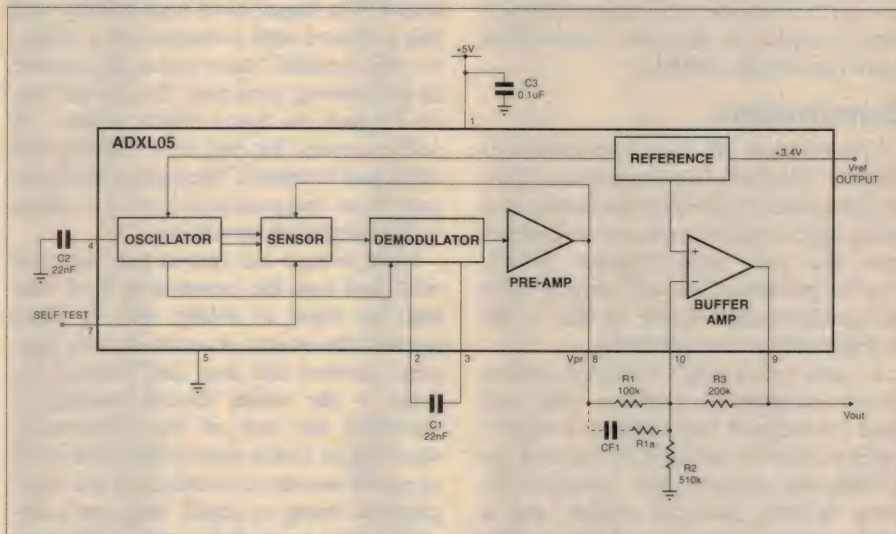 +5V
C3
0.1uF
1
ADXL05
REFERENCE
+3.4V
Vref
OUTPUT
OSCILLATOR
SENSOR
DEMODULATOR
PRE-AMP
+
−
BUFFER
AMP
4
C2
22nF
SELF TEST
7
5
2
3
Vpr
8
10
9
C1
22nF
R1
100k
R3
200k
Vout
CF1
R1a
R2
510k